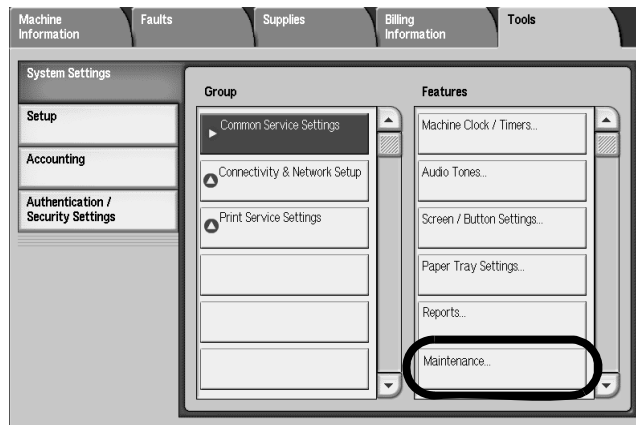 Machine
Information
Faults
Supplies
Billing
Information
Tools
System Settings
Setup
Accounting
Authentication /
Security Settings
Group
Common Service Settings
Connectivity & Network Setup
Print Service Settings
Features
Machine Clock / Timers...
Audio Tones...
Screen / Button Settings...
Paper Tray Settings...
Reports...
Maintenance...